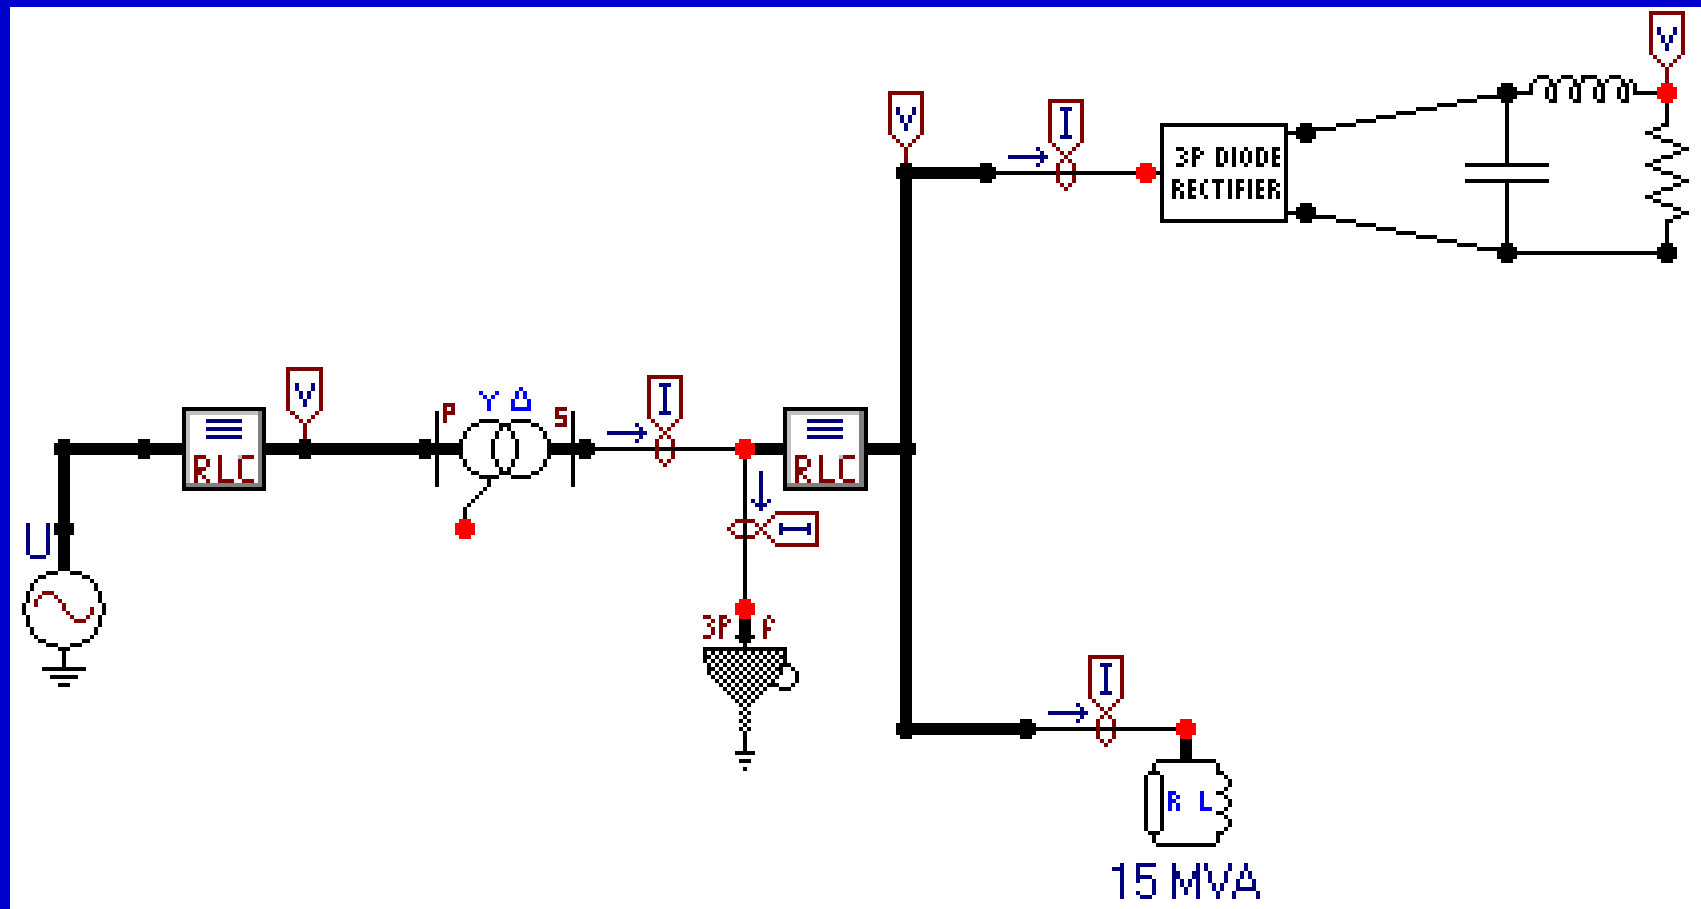 V
V
I
3P DIODE
RECTIFIER
V
P
Y Δ
S
I
RLC
RLC
U
I
3P F
I
R L
15 MVA